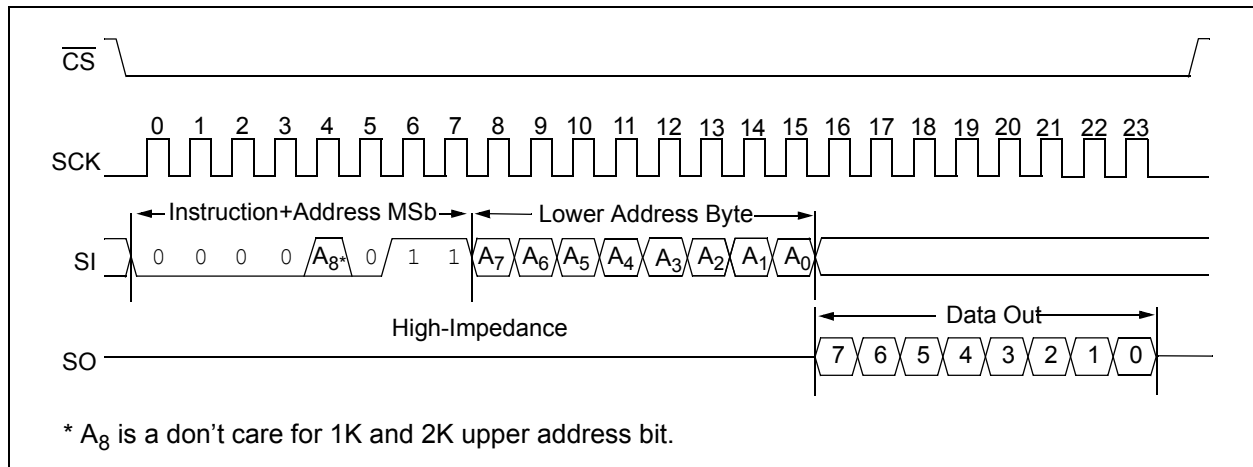 CS
0 1 2 3 4 5 6 7 8 9 10 11 12 13 14 15 16 17 18 19 20 21 22 23
SCK
Instruction+Address MSb Lower Address Byte
SI 0 0 0 0 A8* 0 1 1 A7 A6 A5 A4 A3 A2 A1 A0
High-Impedance Data Out
SO 7 6 5 4 3 2 1 0
* A8 is a don't care for 1K and 2K upper address bit.